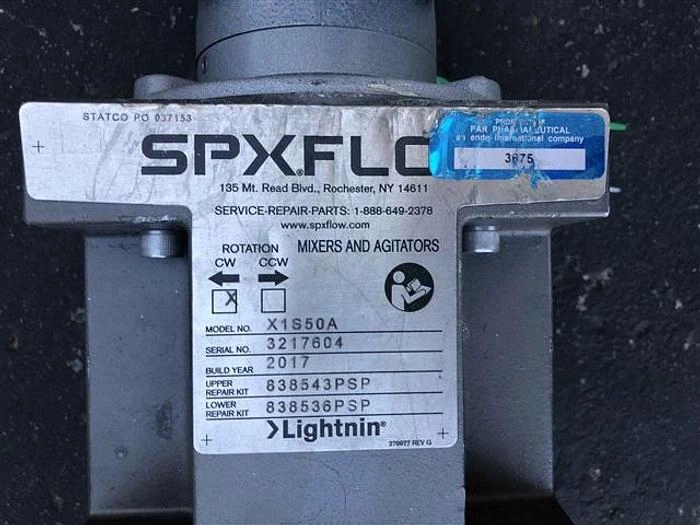 STATCO PO 037153
SPXFLO
PAR PHARMACEUTICAL
an endo international company
3675
135 Mt. Read Blvd., Rochester, NY 14611
SERVICE-REPAIR-PARTS: 1-888-649-2378
www.spxflow.com
ROTATION MIXERS AND AGITATORS
CW CCW
X
MODEL NO. X1S50A
SERIAL NO. 3217604
BUILD YEAR 2017
UPPER
REPAIR KIT 838543PSP
LOWER
REPAIR KIT 838536PSP
Lightnin®
279977 REV G